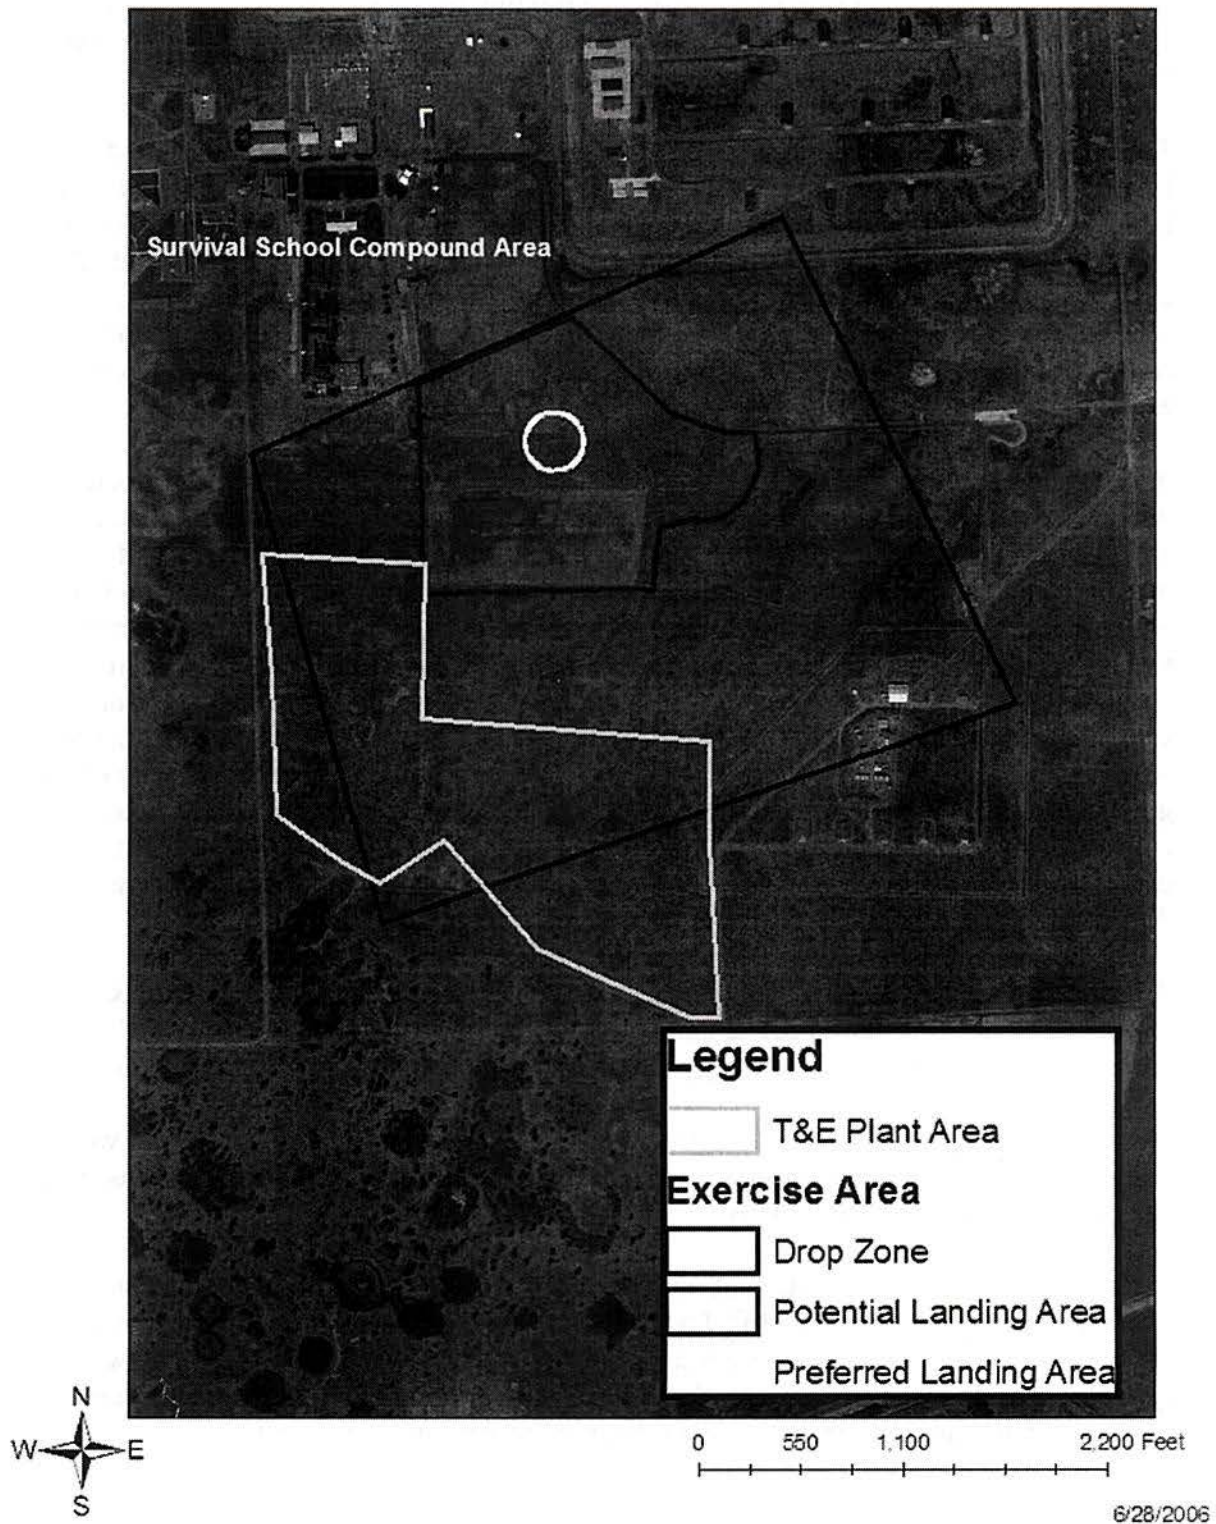 Survival School Compound Area
Legend
T&E Plant Area
Exercise Area
Drop Zone
Potential Landing Area
Preferred Landing Area
N
W E
S
0 550 1,100 2,200 Feet
6/28/2006